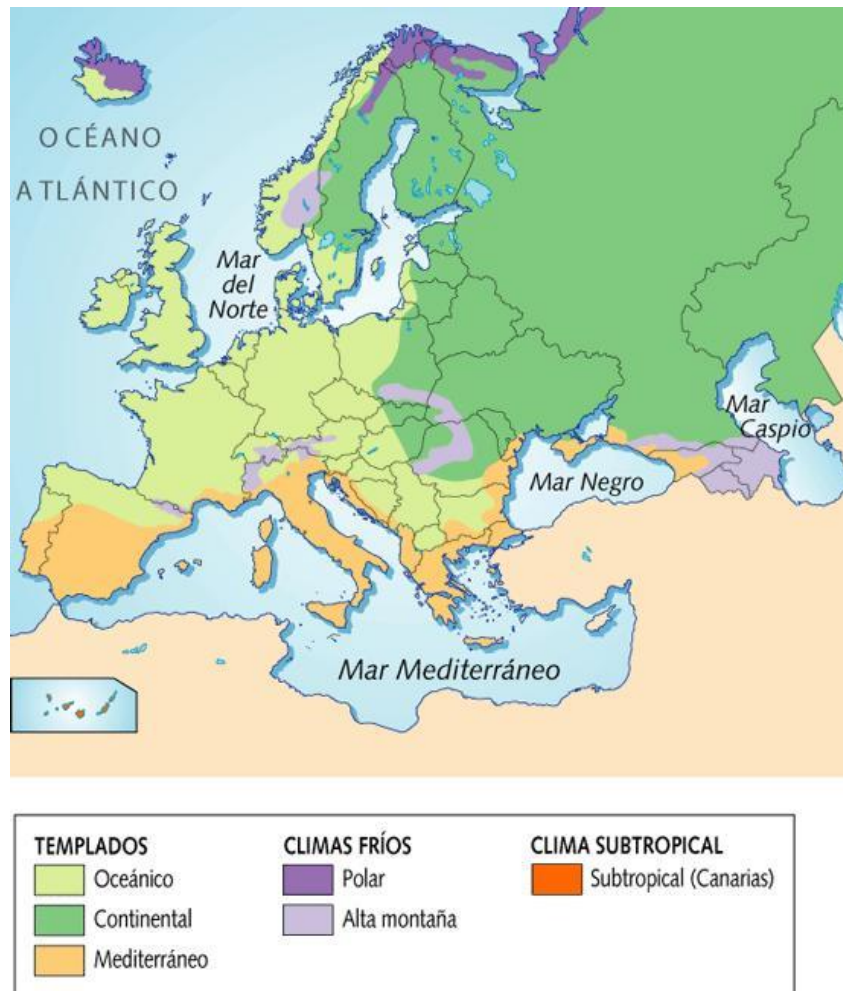 OCÉANO
ATLÁNTICO
Mar
del
Norte
Mar
Caspio
Mar Negro
Mar Mediterráneo
TEMPLADOS
Oceánico
Continental
Mediterráneo
CLIMAS FRÍOS
Polar
Alta montaña
CLIMA SUBTROPICAL
Subtropical (Canarias)